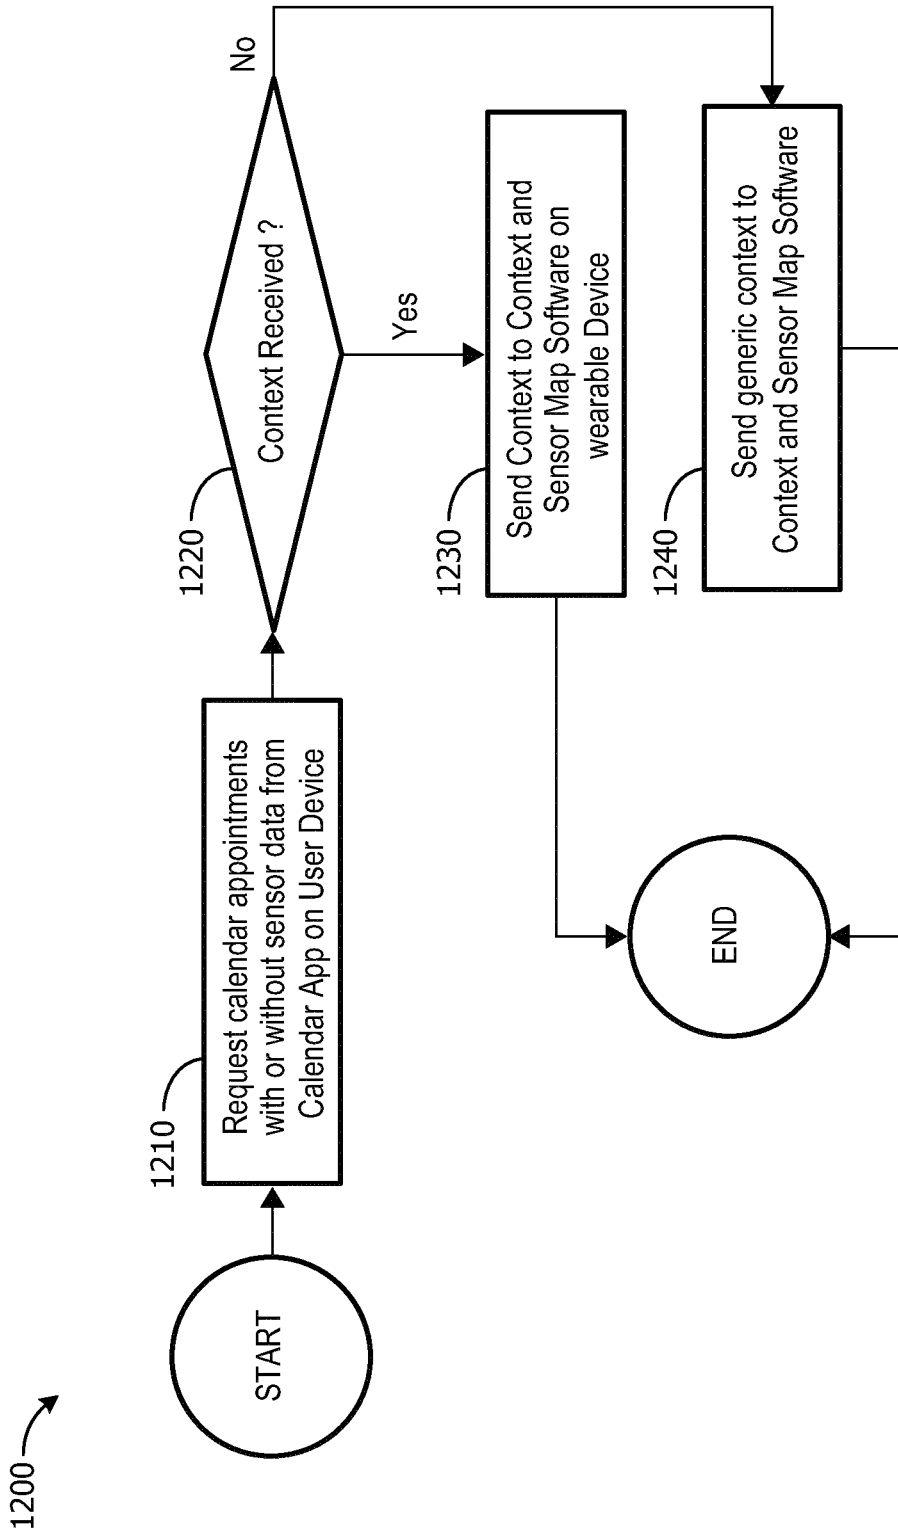 1200
START
1210
Request calendar appointments
with or without sensor data from
Calendar App on User Device
1220
Context Received ?
No
Yes
1230
Send Context to Context and
Sensor Map Software on
wearable Device
1240
Send generic context to
Context and Sensor Map Software
END